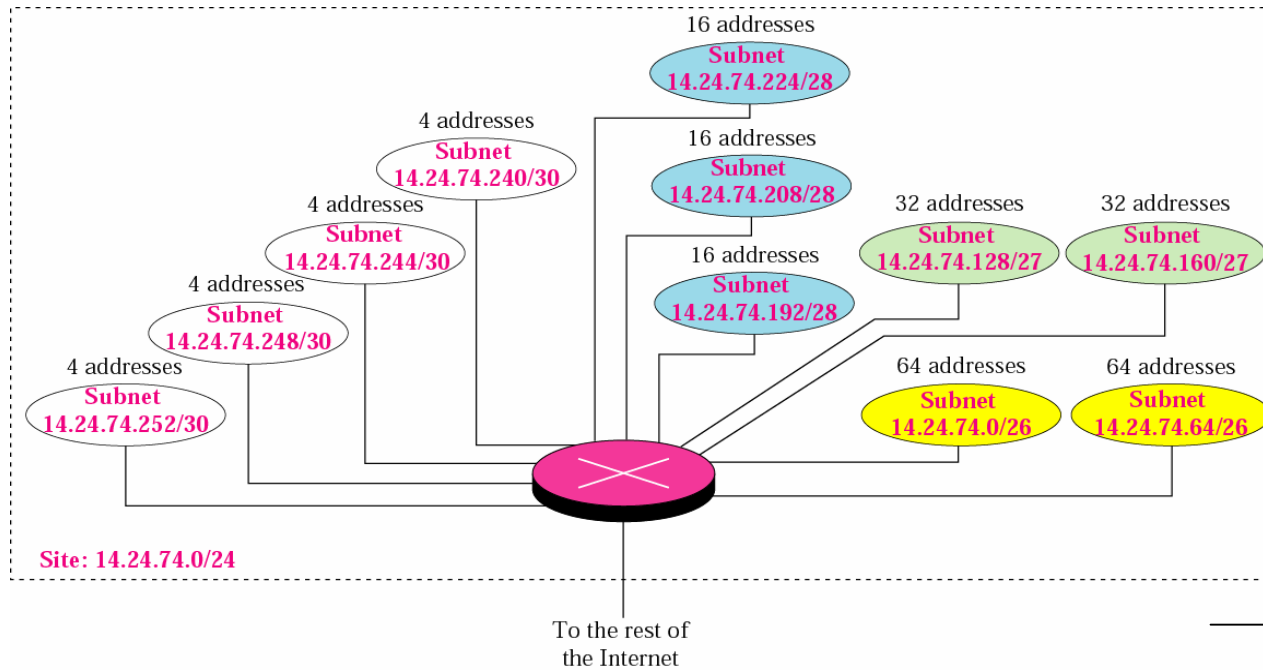 16 addresses
Subnet
14.24.74.224/28
4 addresses
Subnet
14.24.74.240/30
16 addresses
Subnet
14.24.74.208/28
4 addresses
Subnet
14.24.74.244/30
32 addresses
Subnet
14.24.74.128/27
32 addresses
Subnet
14.24.74.160/27
16 addresses
Subnet
14.24.74.192/28
4 addresses
Subnet
14.24.74.248/30
4 addresses
Subnet
14.24.74.252/30
64 addresses
Subnet
14.24.74.0/26
64 addresses
Subnet
14.24.74.64/26
Site: 14.24.74.0/24
To the rest of
the Internet